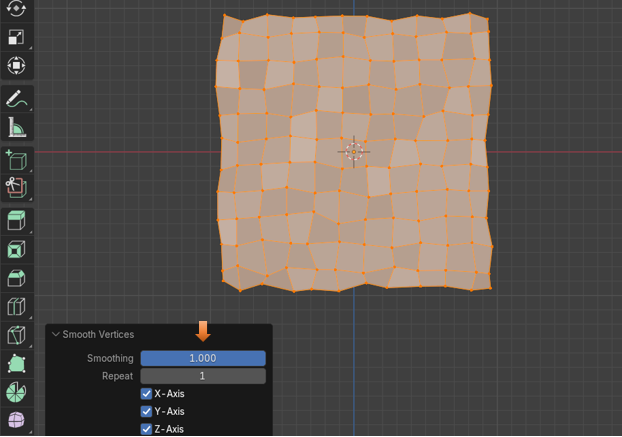 Smooth Vertices
Smoothing 1.000
Repeat 1
X-Axis
Y-Axis
Z-Axis